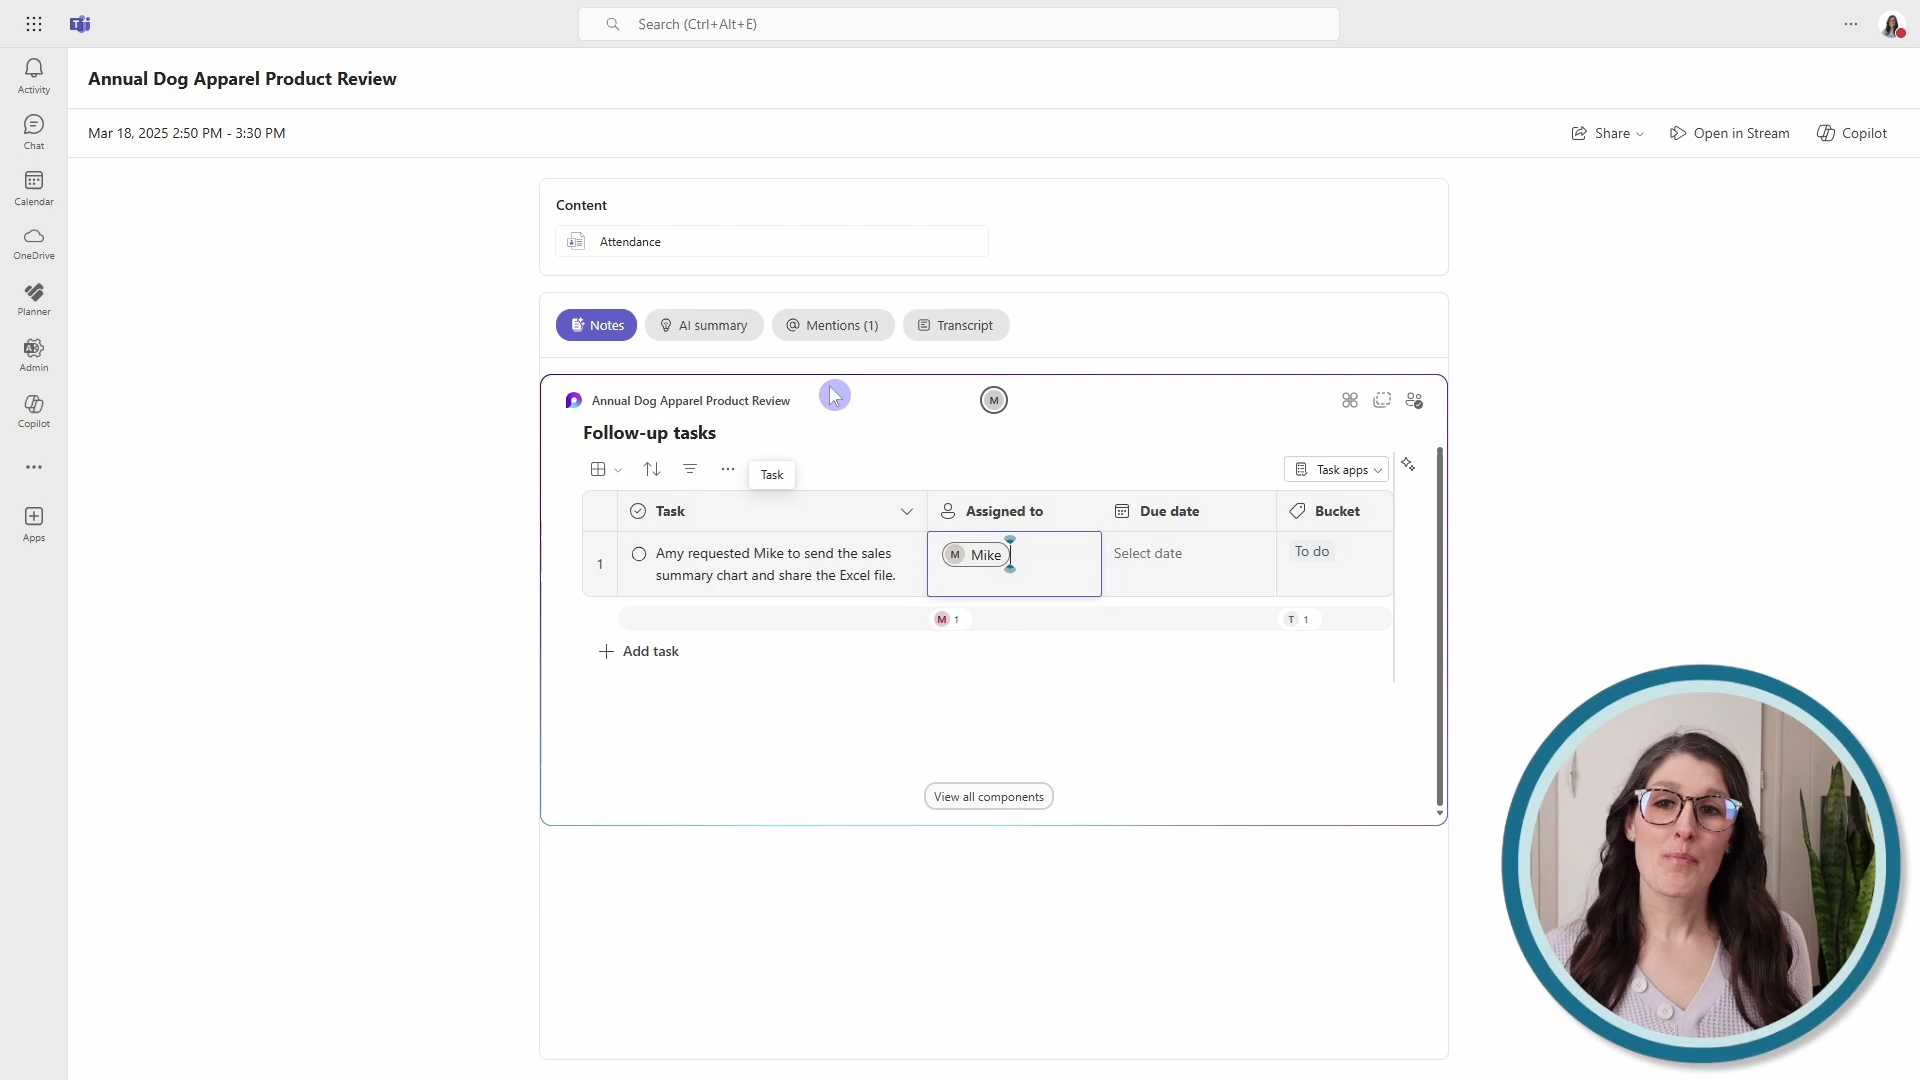 Search (Ctrl+Alt+E)
Activity
Chat
Calendar
OneDrive
Planner
Admin
Copilot
Apps
Annual Dog Apparel Product Review
Mar 18, 2025 2:50 PM - 3:30 PM
Share
Open in Stream
Copilot
Content
Attendance
Notes
AI summary
Mentions (1)
Transcript
Annual Dog Apparel Product Review
M
Follow-up tasks
Task
Task apps
Task
Assigned to
Due date
Bucket
1
Amy requested Mike to send the sales
summary chart and share the Excel file.
M Mike
Select date
To do
M 1
T 1
Add task
View all components